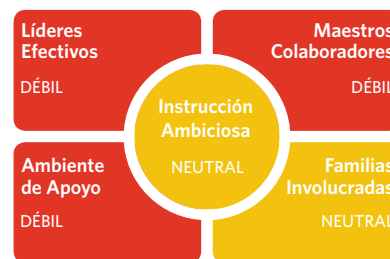 Líderes
Efectivos
DÉBIL
Maestros
Colaboradores
DÉBIL
Instrucción
Ambiciosa
NEUTRAL
Ambiente
de Apoyo
DÉBIL
Familias
Involucradas
NEUTRAL